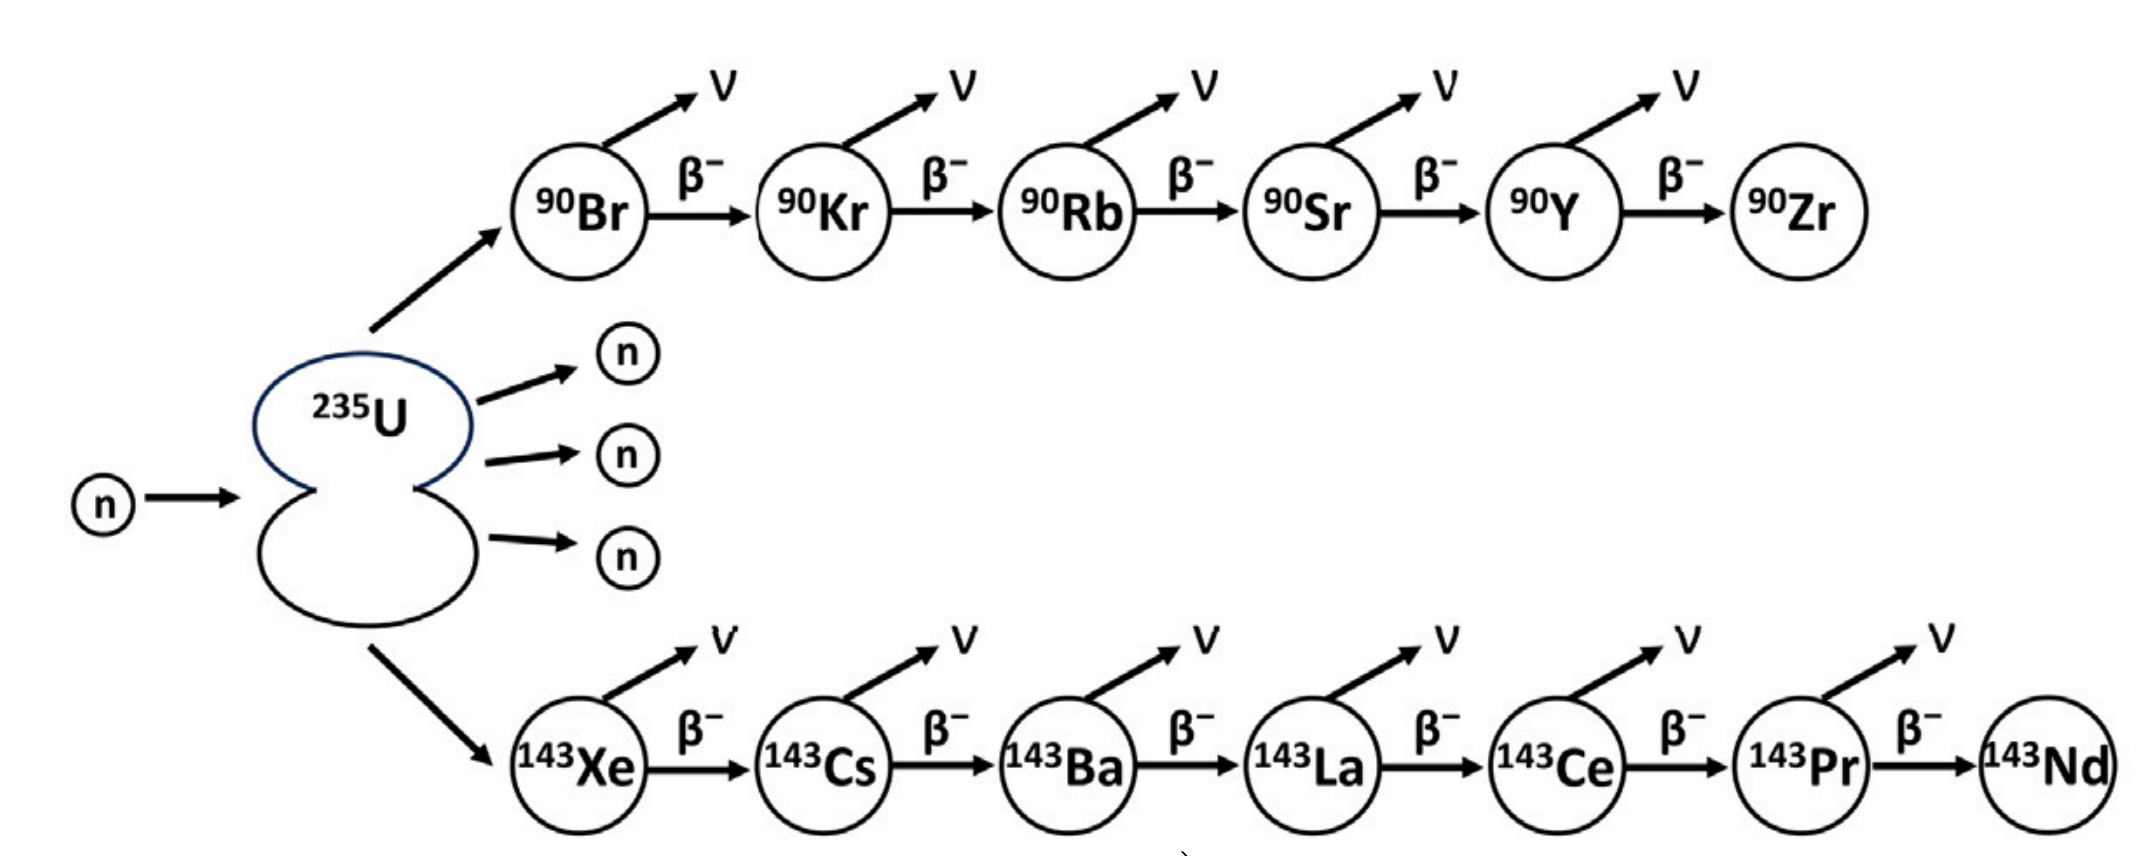 ν ν ν ν ν
β⁻ β⁻ β⁻ β⁻ β⁻
⁹⁰Br ⁹⁰Kr ⁹⁰Rb ⁹⁰Sr ⁹⁰Y ⁹⁰Zr
n
²³⁵U
n
n
n
ν ν ν ν ν ν
β⁻ β⁻ β⁻ β⁻ β⁻ β⁻
¹⁴³Xe ¹⁴³Cs ¹⁴³Ba ¹⁴³La ¹⁴³Ce ¹⁴³Pr ¹⁴³Nd